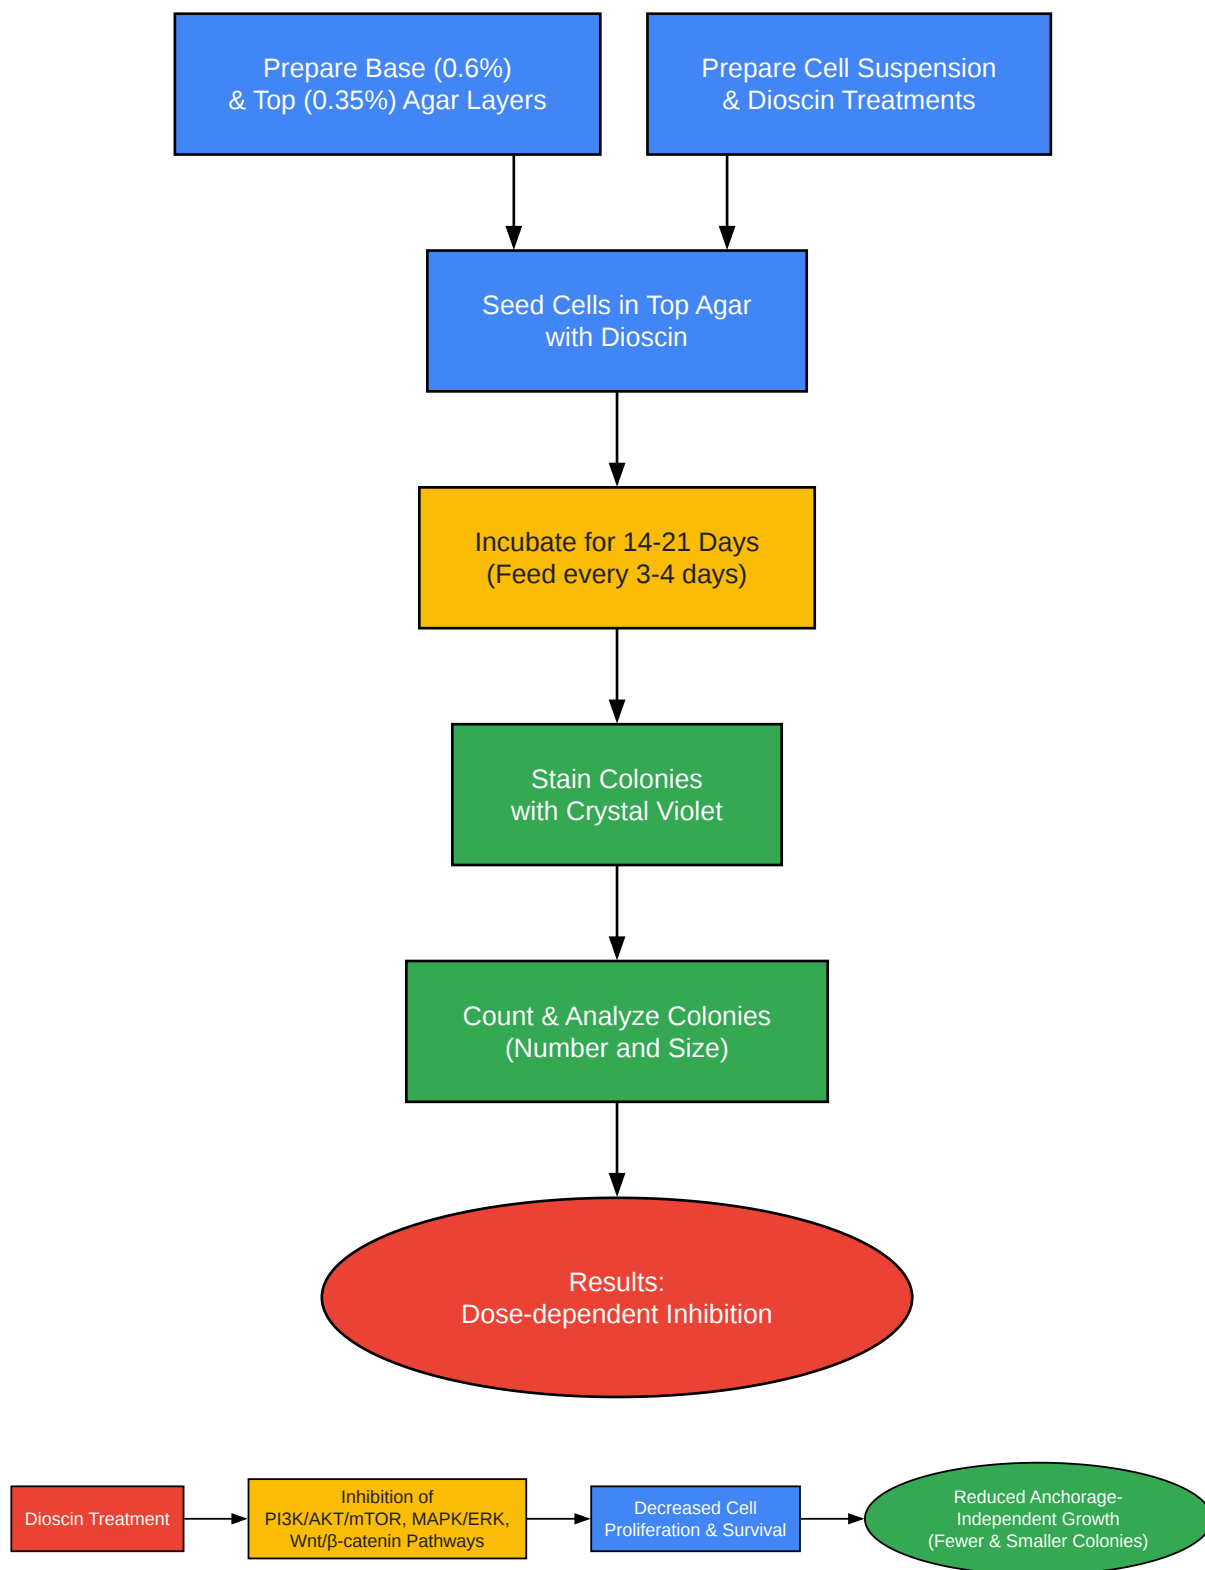 Prepare Base (0.6%)
& Top (0.35%) Agar Layers
Prepare Cell Suspension
& Dioscin Treatments
Seed Cells in Top Agar
with Dioscin
Incubate for 14-21 Days
(Feed every 3-4 days)
Stain Colonies
with Crystal Violet
Count & Analyze Colonies
(Number and Size)
Results:
Dose-dependent Inhibition
Dioscin Treatment
Inhibition of
PI3K/AKT/mTOR, MAPK/ERK,
Wnt/β-catenin Pathways
Decreased Cell
Proliferation & Survival
Reduced Anchorage-
Independent Growth
(Fewer & Smaller Colonies)